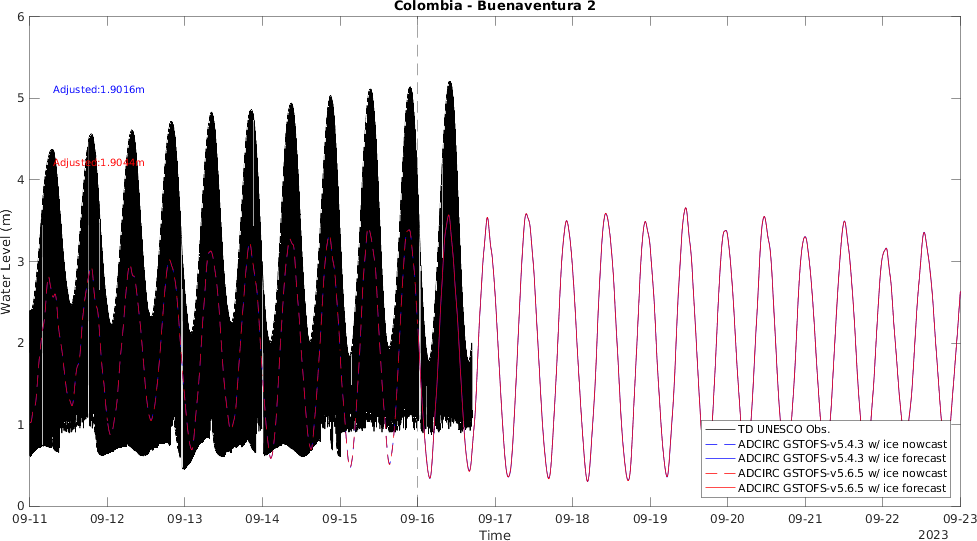 Colombia - Buenaventura 2
6
5
4
3
2
1
0
Water Level (m)
Adjusted:1.9016m
Adjusted:1.9044m
TD UNESCO Obs.
ADCIRC GSTOFS-v5.4.3 w/ ice nowcast
ADCIRC GSTOFS-v5.4.3 w/ ice forecast
ADCIRC GSTOFS-v5.6.5 w/ ice nowcast
ADCIRC GSTOFS-v5.6.5 w/ ice forecast
09-11 09-12 09-13 09-14 09-15 09-16 09-17 09-18 09-19 09-20 09-21 09-22 09-23
Time
2023